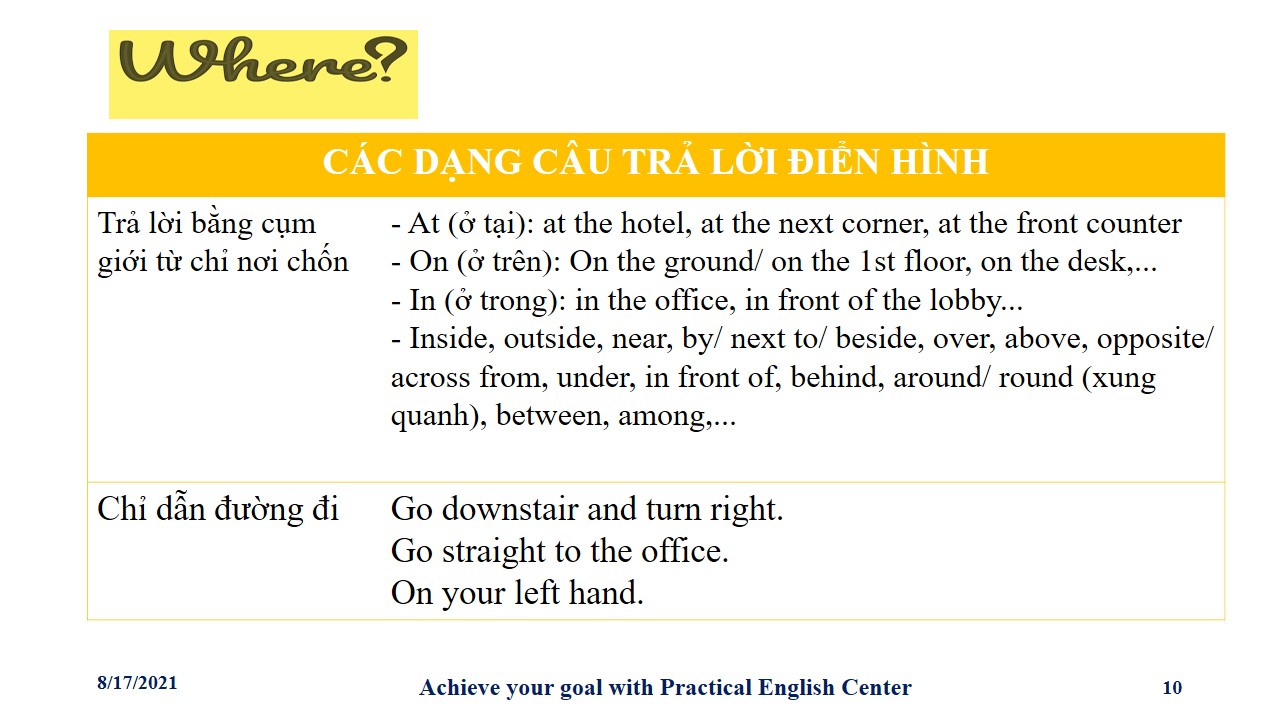 Where?
CÁC DẠNG CÂU TRẢ LỜI ĐIỂN HÌNH
Trả lời bằng cụm
giới từ chỉ nơi chốn
- At (ở tại): at the hotel, at the next corner, at the front counter
- On (ở trên): On the ground/ on the 1st floor, on the desk,...
- In (ở trong): in the office, in front of the lobby...
- Inside, outside, near, by/ next to/ beside, over, above, opposite/
across from, under, in front of, behind, around/ round (xung
quanh), between, among,...
Chỉ dẫn đường đi
Go downstair and turn right.
Go straight to the office.
On your left hand.
8/17/2021
Achieve your goal with Practical English Center
10